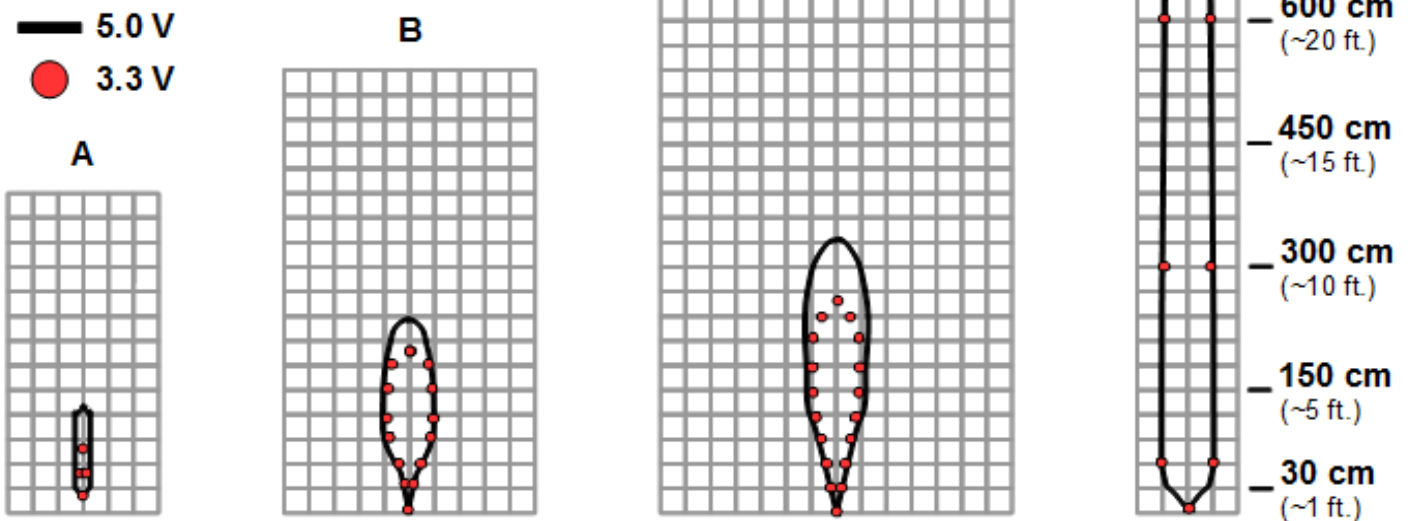 5.0 V
3.3 V
A
B
600 cm
(~20 ft.)
450 cm
(~15 ft.)
300 cm
(~10 ft.)
150 cm
(~5 ft.)
30 cm
(~1 ft.)